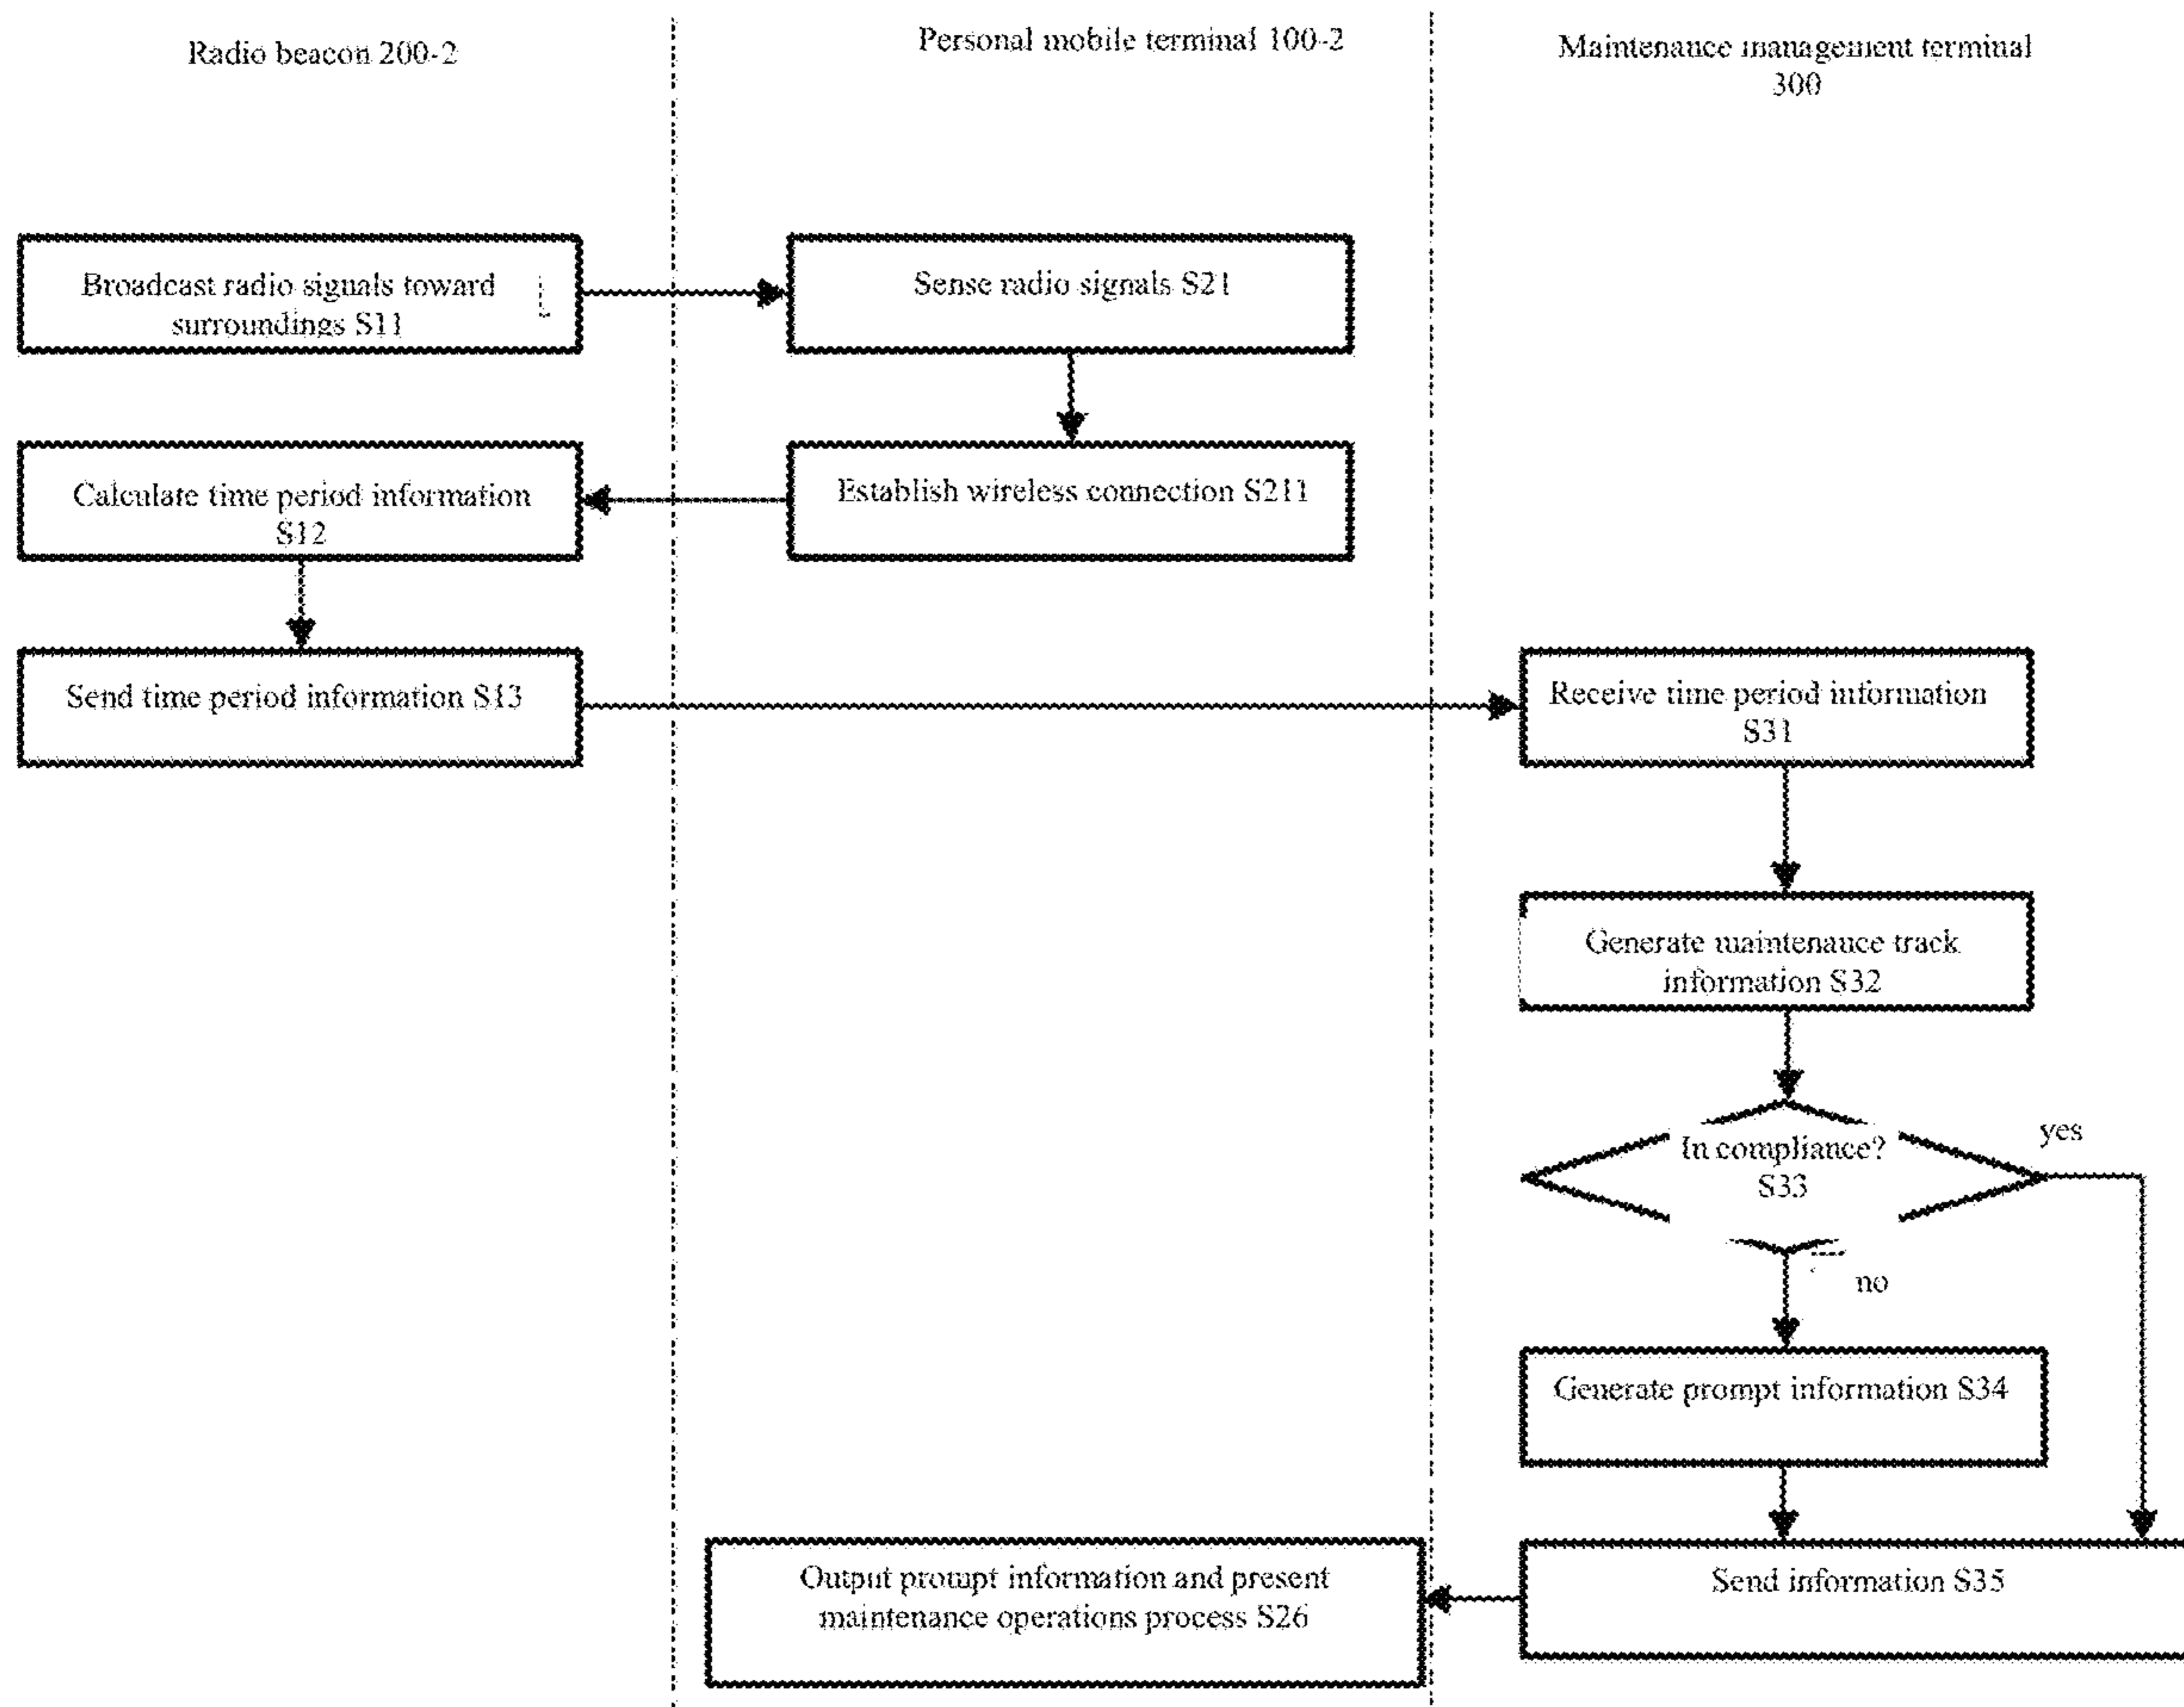 Radio beacon 200-2
Personal mobile terminal 100-2
Maintenance management terminal
300
Broadcast radio signals toward
surroundings S11
Sense radio signals S21
Calculate time period information
S12
Establish wireless connection S211
Send time period information S13
Receive time period information
S31
Generate maintenance track
information S32
In compliance?
S33
yes
no
Generate prompt information S34
Output prompt information and present
maintenance operations process S26
Send information S35